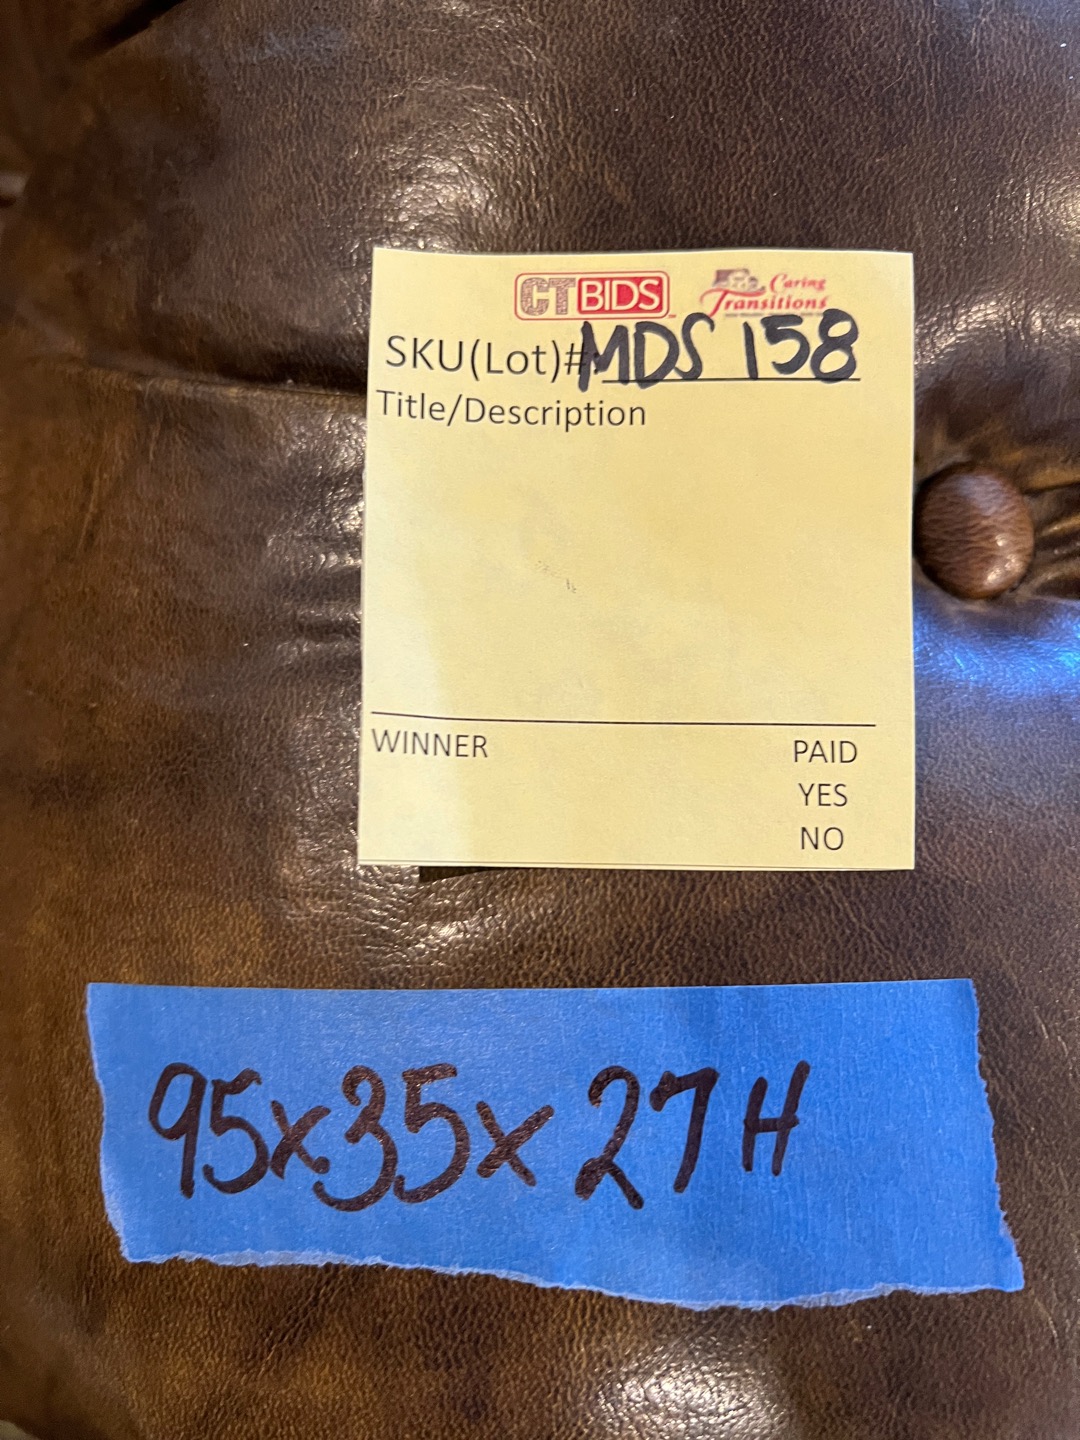 CTBIDS
Caring
Transitions
SKU(Lot)# MDS 158
Title/Description
WINNER PAID
YES
NO
95x35x27H